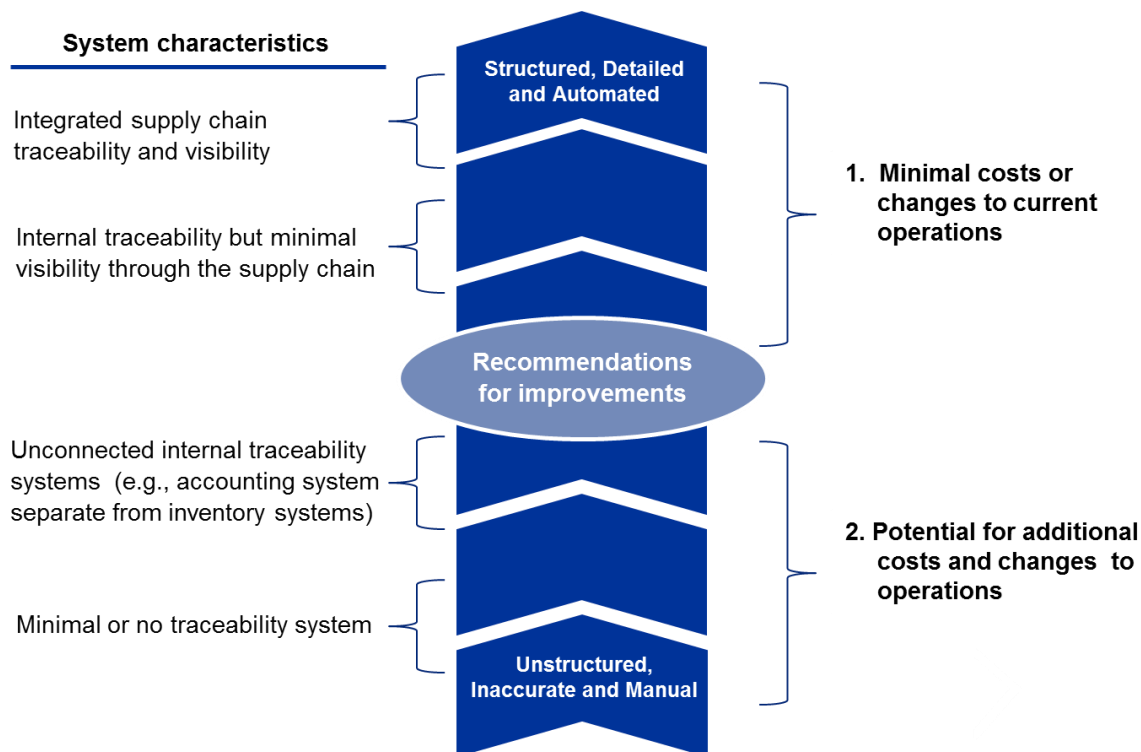 System characteristics
Structured, Detailed
and Automated
Integrated supply chain
traceability and visibility
1. Minimal costs or
changes to current
operations
Internal traceability but minimal
visibility through the supply chain
Recommendations
for improvements
Unconnected internal traceability
systems (e.g., accounting system
separate from inventory systems)
2. Potential for additional
costs and changes to
operations
Minimal or no traceability system
Unstructured,
Inaccurate and Manual